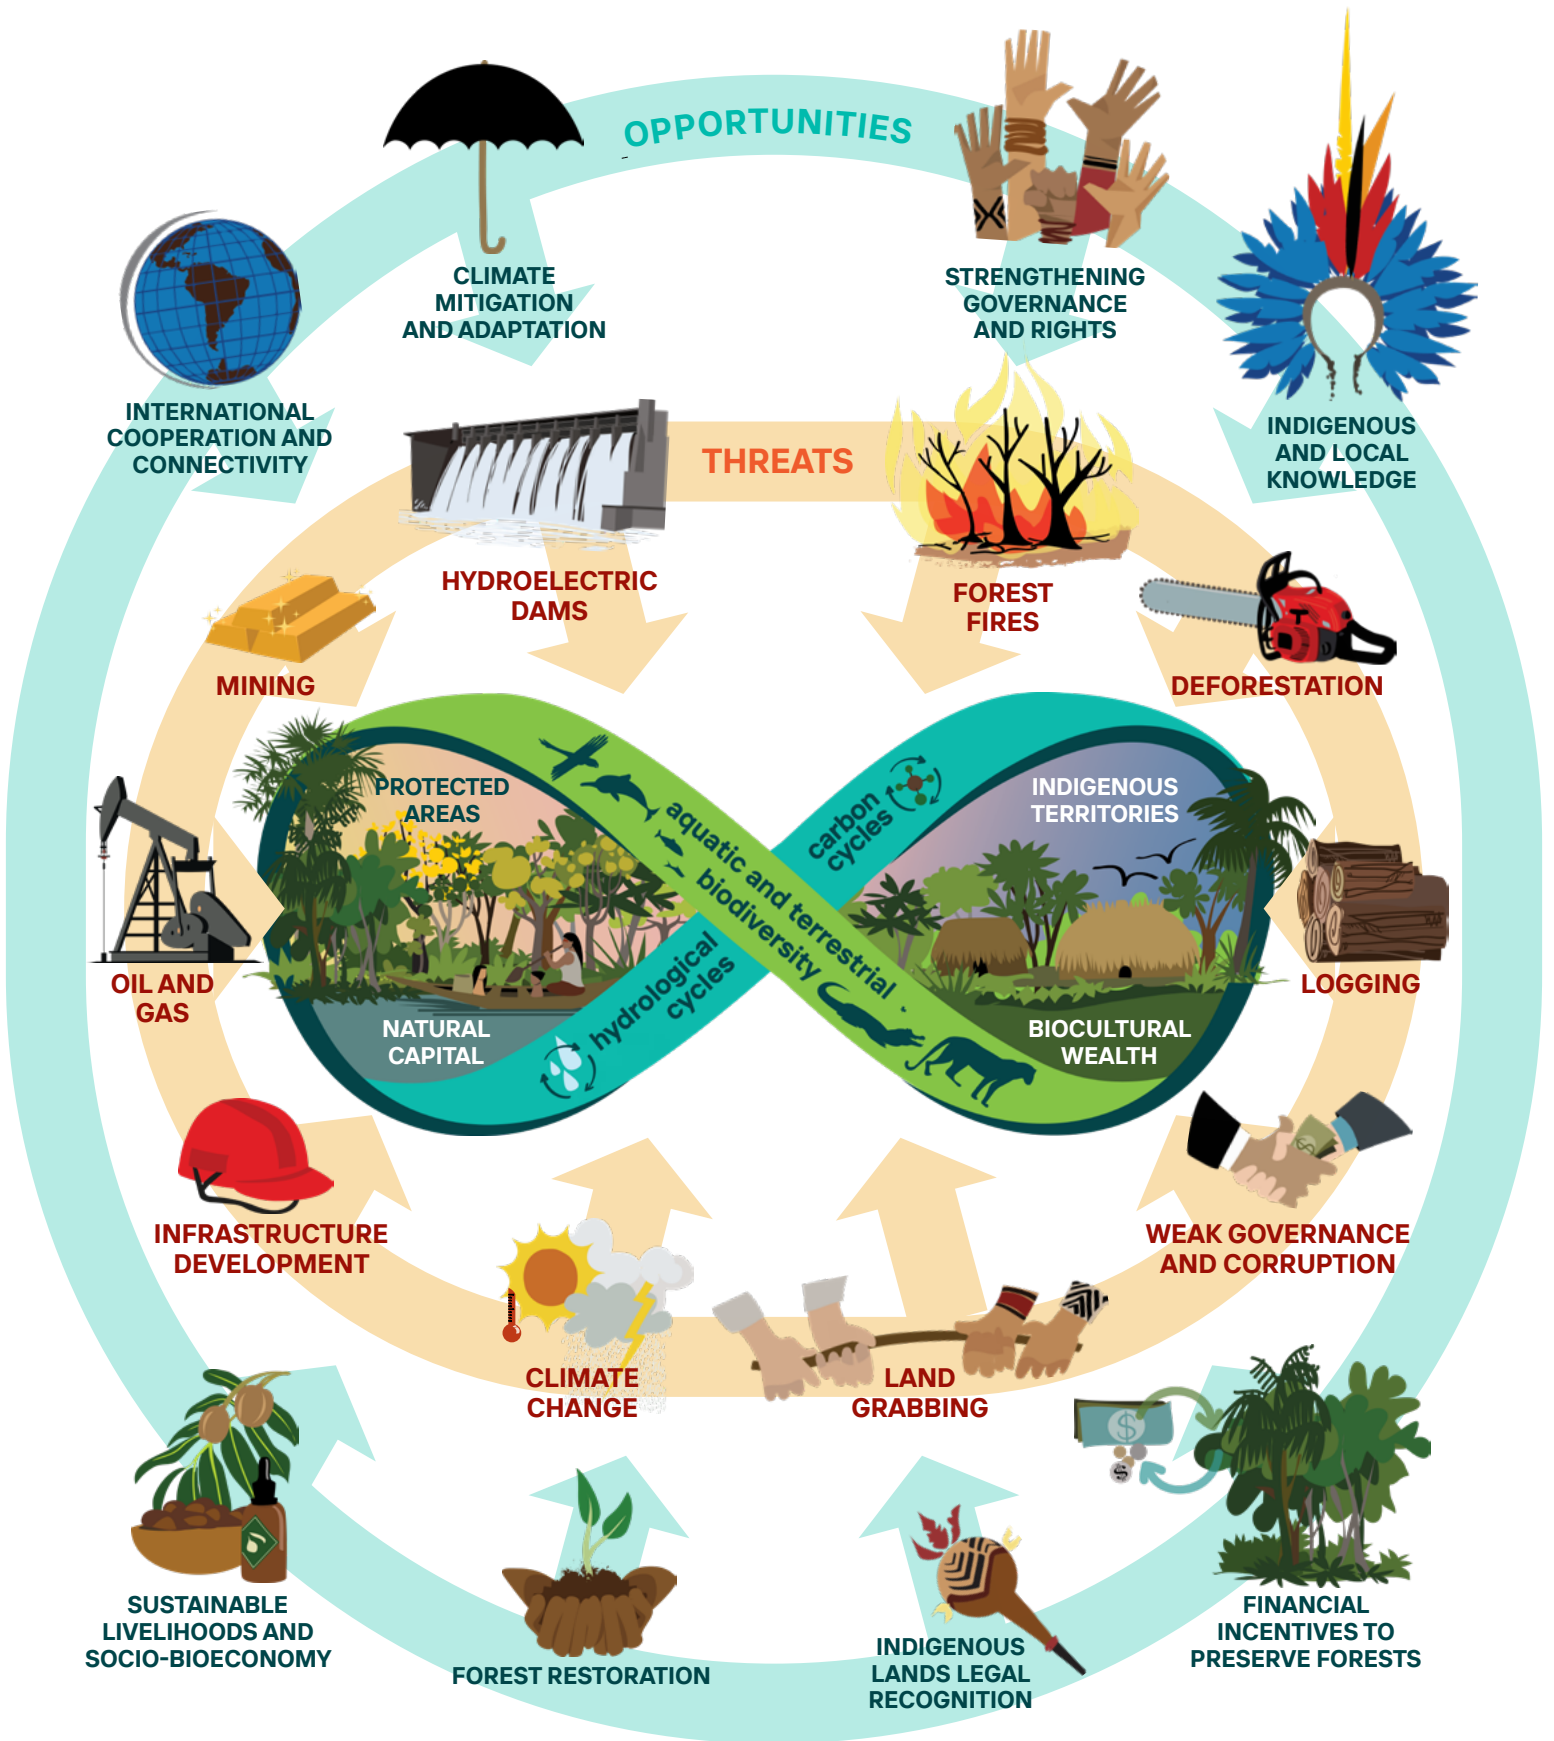 OPPORTUNITIES
CLIMATE
MITIGATION
AND ADAPTATION
STRENGTHENING
GOVERNANCE
AND RIGHTS
INTERNATIONAL
COOPERATION AND
CONNECTIVITY
INDIGENOUS
AND LOCAL
KNOWLEDGE
THREATS
HYDROELECTRIC
DAMS
FOREST
FIRES
MINING
DEFORESTATION
PROTECTED
AREAS
INDIGENOUS
TERRITORIES
aquatic and terrestrial
biodiversity
carbon
cycles
hydrological
cycles
OIL AND
GAS
LOGGING
NATURAL
CAPITAL
BIOCULTURAL
WEALTH
INFRASTRUCTURE
DEVELOPMENT
WEAK GOVERNANCE
AND CORRUPTION
CLIMATE
CHANGE
LAND
GRABBING
$
$
$
SUSTAINABLE
LIVELIHOODS AND
SOCIO-BIOECONOMY
FOREST RESTORATION
INDIGENOUS
LANDS LEGAL
RECOGNITION
FINANCIAL
INCENTIVES TO
PRESERVE FORESTS